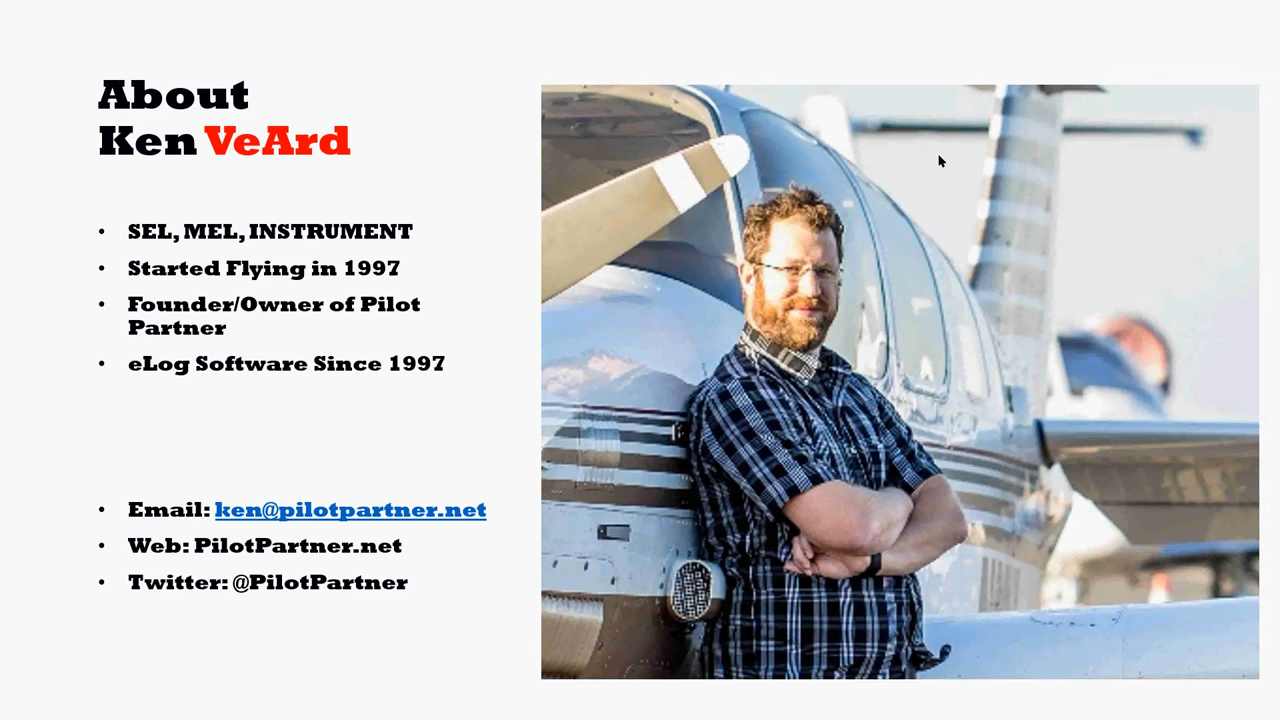 About
Ken VeArd
• SEL, MEL, INSTRUMENT
• Started Flying in 1997
• Founder/Owner of Pilot
Partner
• eLog Software Since 1997
• Email: ken@pilotpartner.net
• Web: PilotPartner.net
• Twitter: @PilotPartner